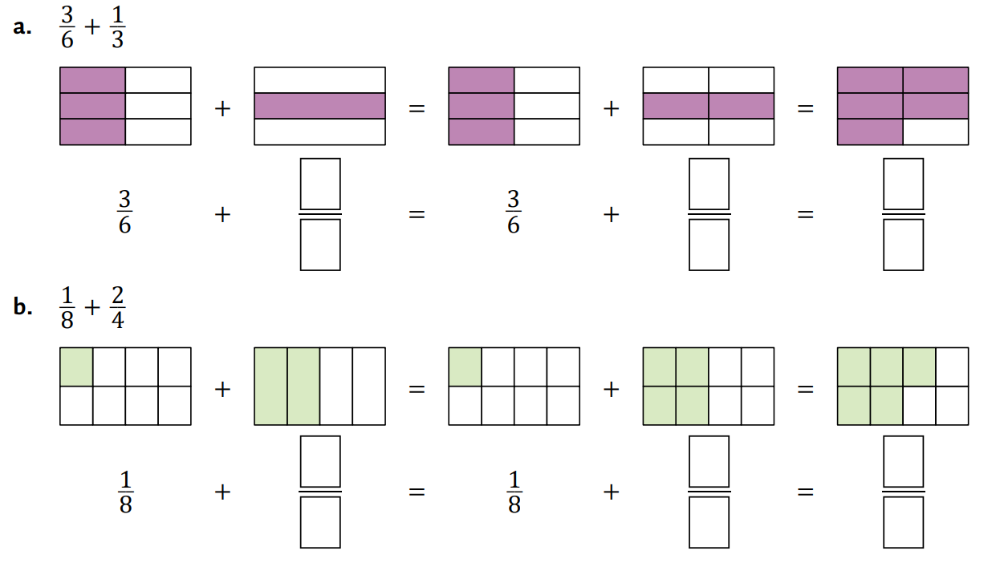 a. 3/6 + 1/3
+ = + =
3/6 + = 3/6 + =
b. 1/8 + 2/4
+ = + =
1/8 + = 1/8 + =